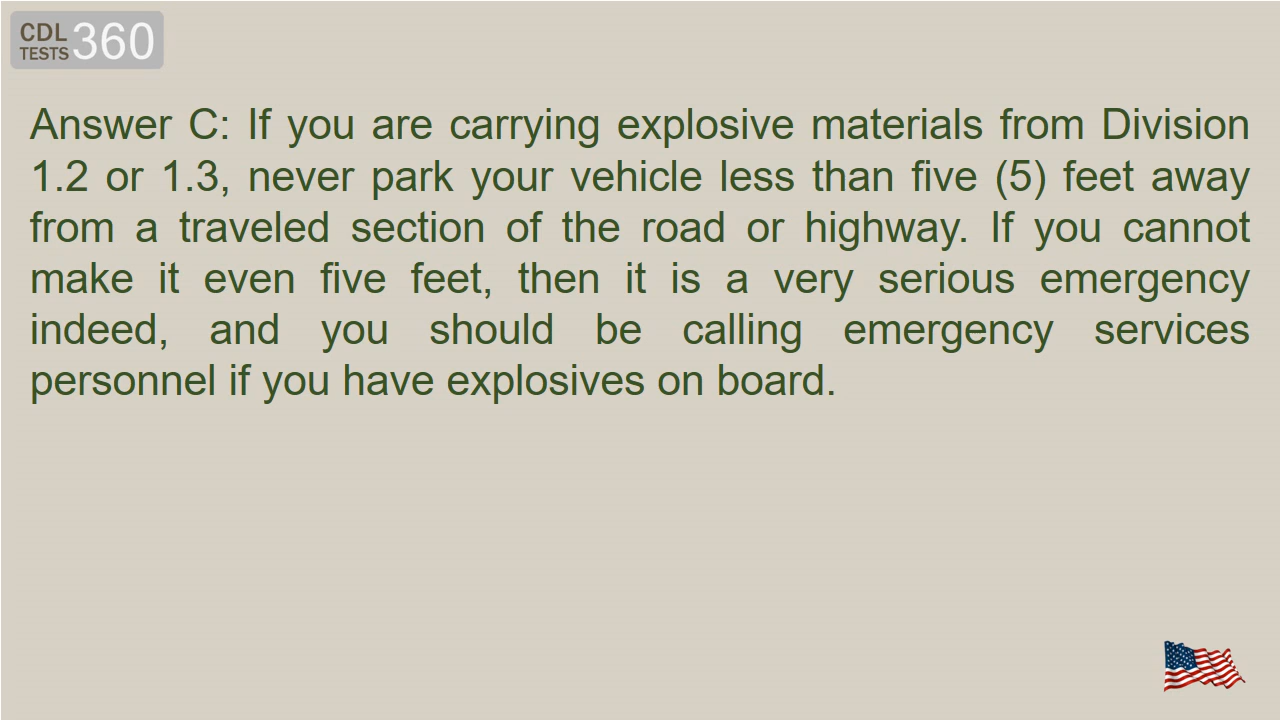 CDL
TESTS 360
Answer C: If you are carrying explosive materials from Division
1.2 or 1.3, never park your vehicle less than five (5) feet away
from a traveled section of the road or highway. If you cannot
make it even five feet, then it is a very serious emergency
indeed, and you should be calling emergency services
personnel if you have explosives on board.